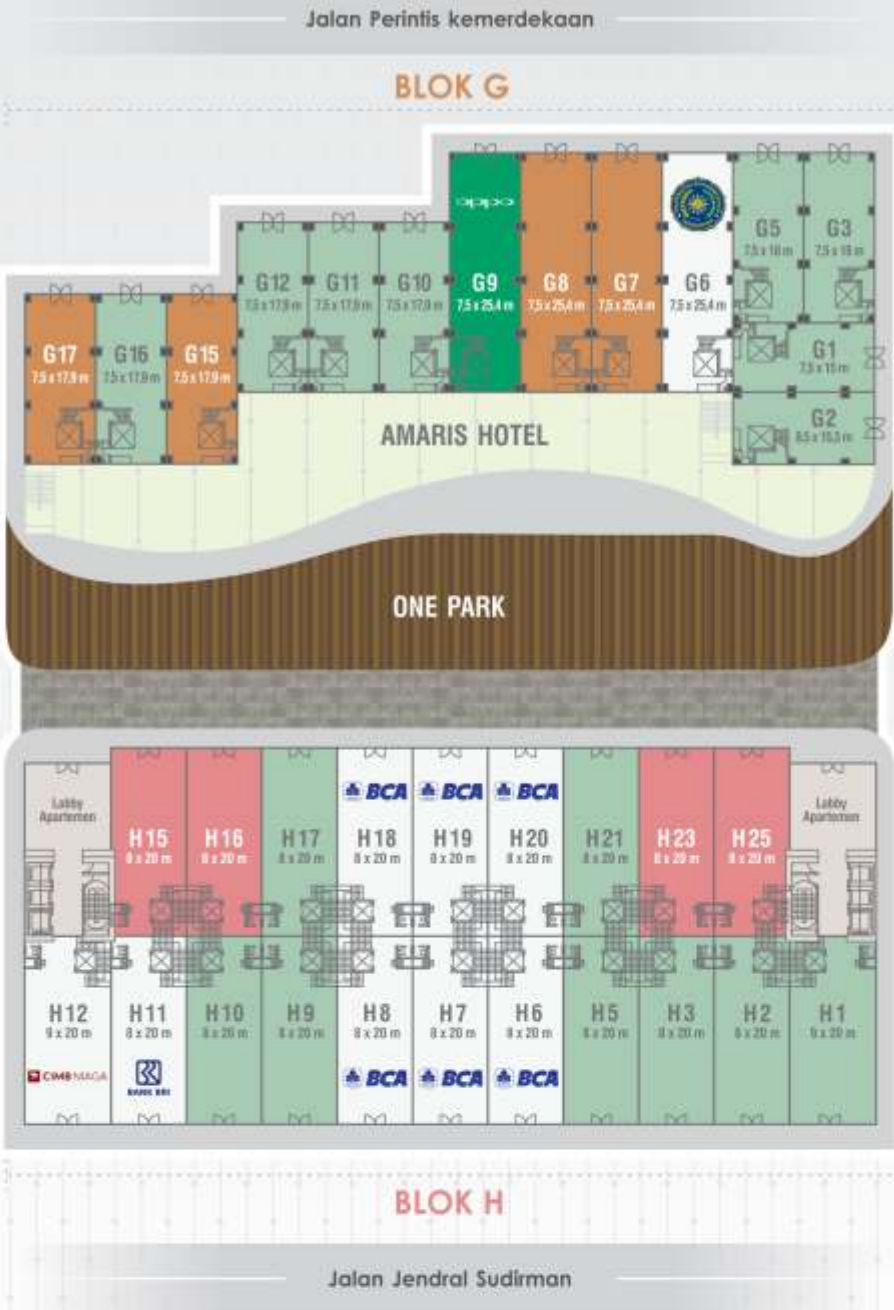 Jalan Perintis kemerdekaan
BLOK G
oppo
G5
7,5 x 18 m
G3
7,5 x 18 m
G12
7,5 x 17,9 m
G11
7,5 x 17,9 m
G10
7,5 x 17,9 m
G9
7,5 x 25,4 m
G8
7,5 x 25,4 m
G7
7,5 x 25,4 m
G6
7,5 x 25,4 m
G17
7,5 x 17,9 m
G16
7,5 x 17,9 m
G15
7,5 x 17,9 m
G1
7,5 x 15 m
G2
AMARIS HOTEL
ONE PARK
Lobby
Apartemen
H15
8 x 20 m
H16
8 x 20 m
H17
8 x 20 m
BCA
H18
8 x 20 m
BCA
H19
8 x 20 m
BCA
H20
8 x 20 m
H21
8 x 20 m
H23
8 x 20 m
H25
8 x 20 m
Lobby
Apartemen
H12
9 x 20 m
CIMB NIAGA
H11
8 x 20 m
BANK BRI
H10
8 x 20 m
H9
8 x 20 m
H8
8 x 20 m
BCA
H7
8 x 20 m
BCA
H6
8 x 20 m
BCA
H5
8 x 20 m
H3
8 x 20 m
H2
8 x 20 m
H1
9 x 20 m
BLOK H
Jalan Jendral Sudirman